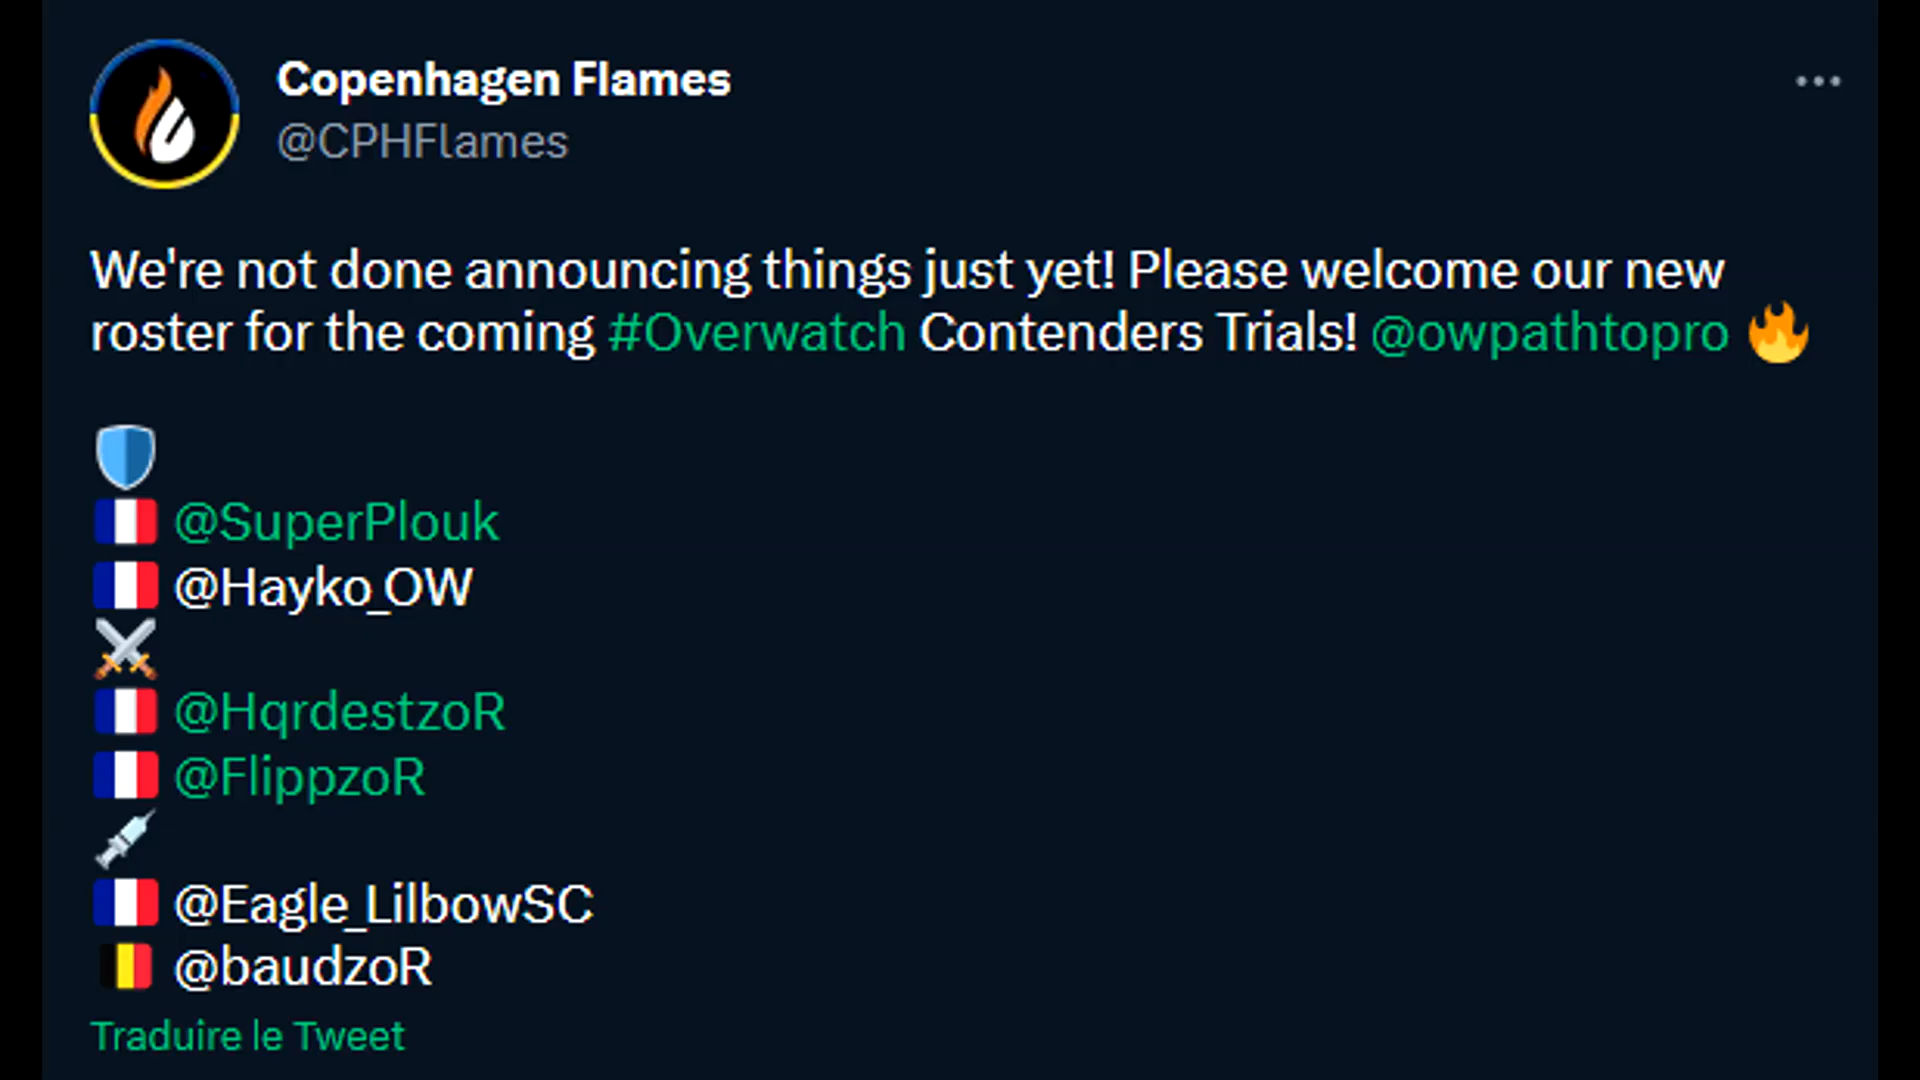 Copenhagen Flames
@CPHFlames
We're not done announcing things just yet! Please welcome our new
roster for the coming #Overwatch Contenders Trials! @owpathtopro 🔥
🛡️
🇫🇷 @SuperPlouk
🇫🇷 @Hayko_OW
⚔️
🇫🇷 @HqrdestzoR
🇫🇷 @FlippzoR
💉
🇫🇷 @Eagle_LilbowSC
🇧🇪 @baudzoR
Traduire le Tweet